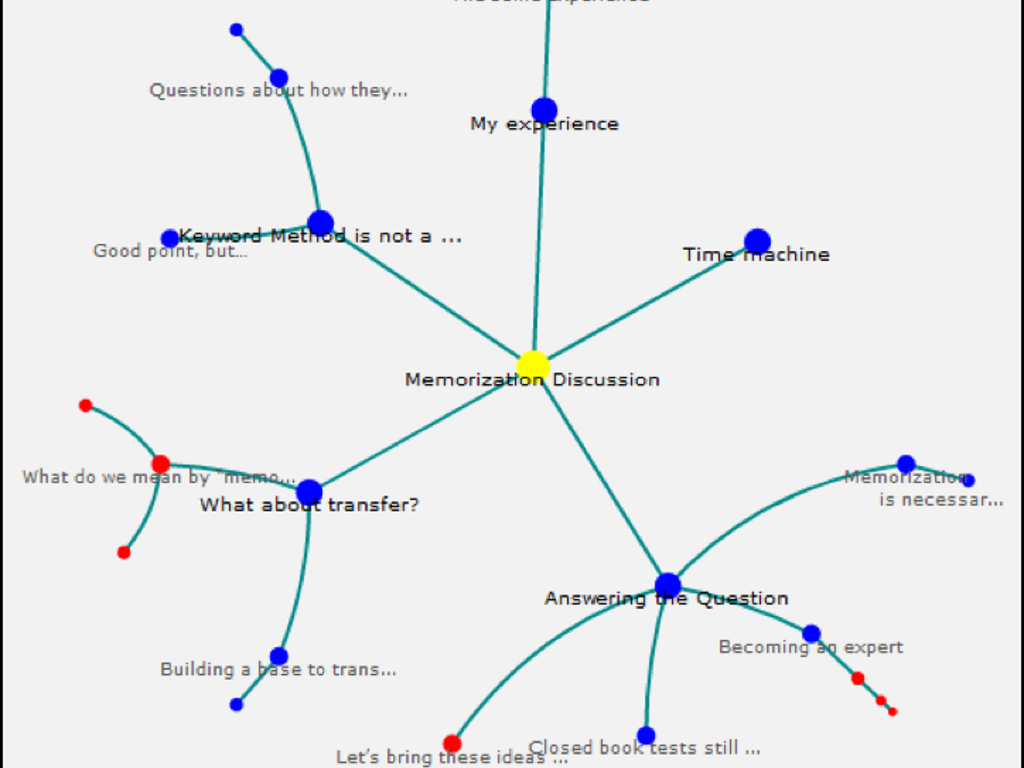 experience
Questions about how they...
My experience
Keyword Method is not a ...
Good point, but...
Time machine
Memorization Discussion
What do we mean by "memo...
Memorization
is necessar...
What about transfer?
Answering the Question
Becoming an expert
Building a base to trans...
Closed book tests still ...
Let's bring these ideas ...